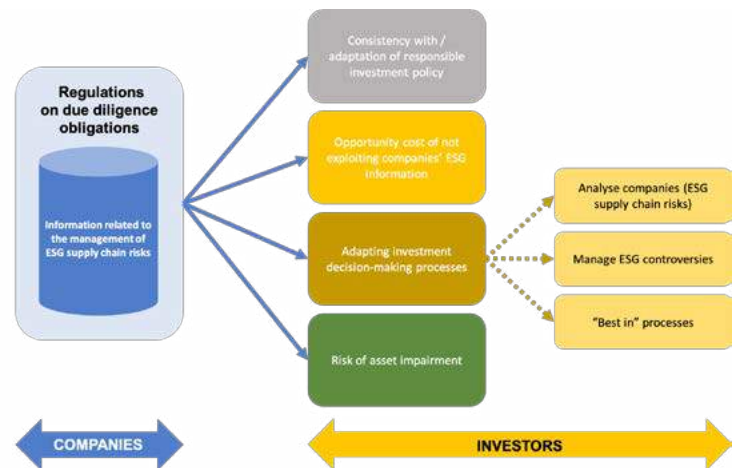 Regulations
on due diligence
obligations
Information related to
the management of
ESG supply chain risks
Consistency with /
adaptation of responsible
investment policy
Opportunity cost of not
exploiting companies' ESG
information
Adapting investment
decision-making processes
Risk of asset impairment
Analyse companies (ESG
supply chain risks)
Manage ESG controversies
"Best in" processes
COMPANIES
INVESTORS